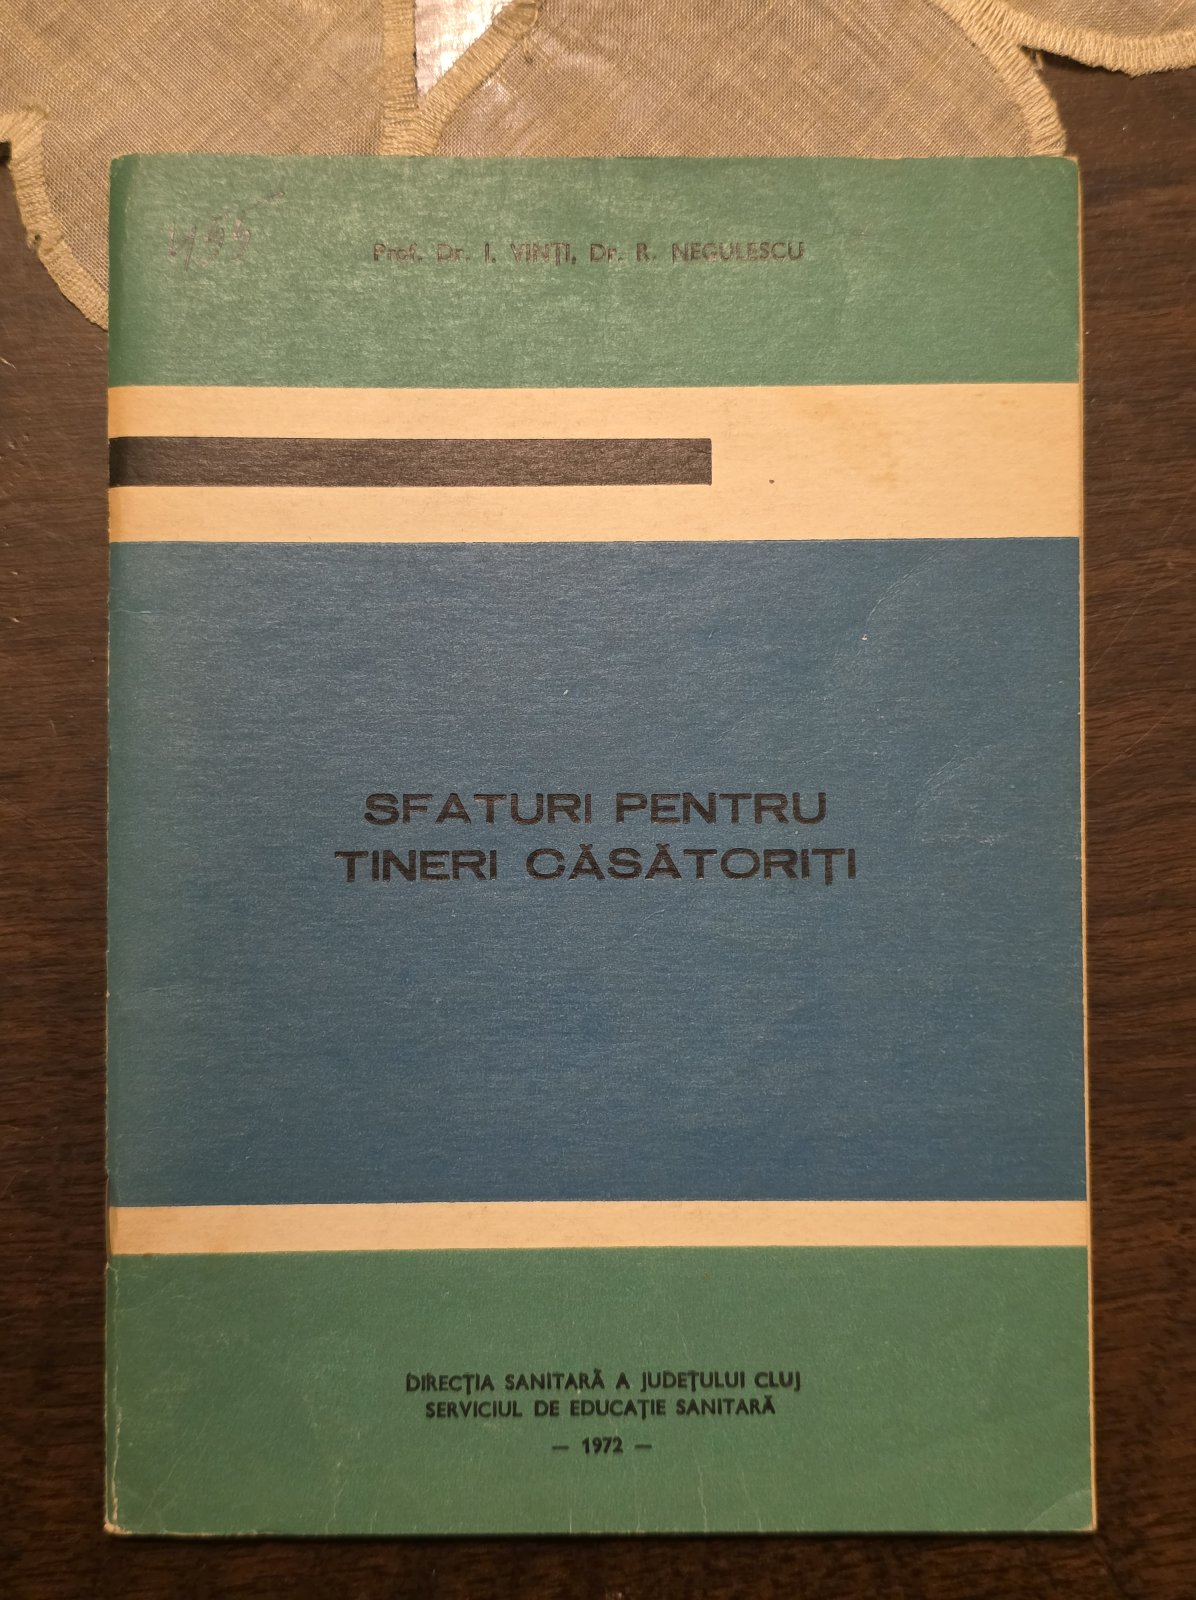 Prof. Dr. I. VINȚI, Dr. R. NEGULESCU
SFATURI PENTRU
TINERI CĂSĂTORIȚI
DIRECȚIA SANITARĂ A JUDEȚULUI CLUJ
SERVICIUL DE EDUCAȚIE SANITARĂ
— 1972 —